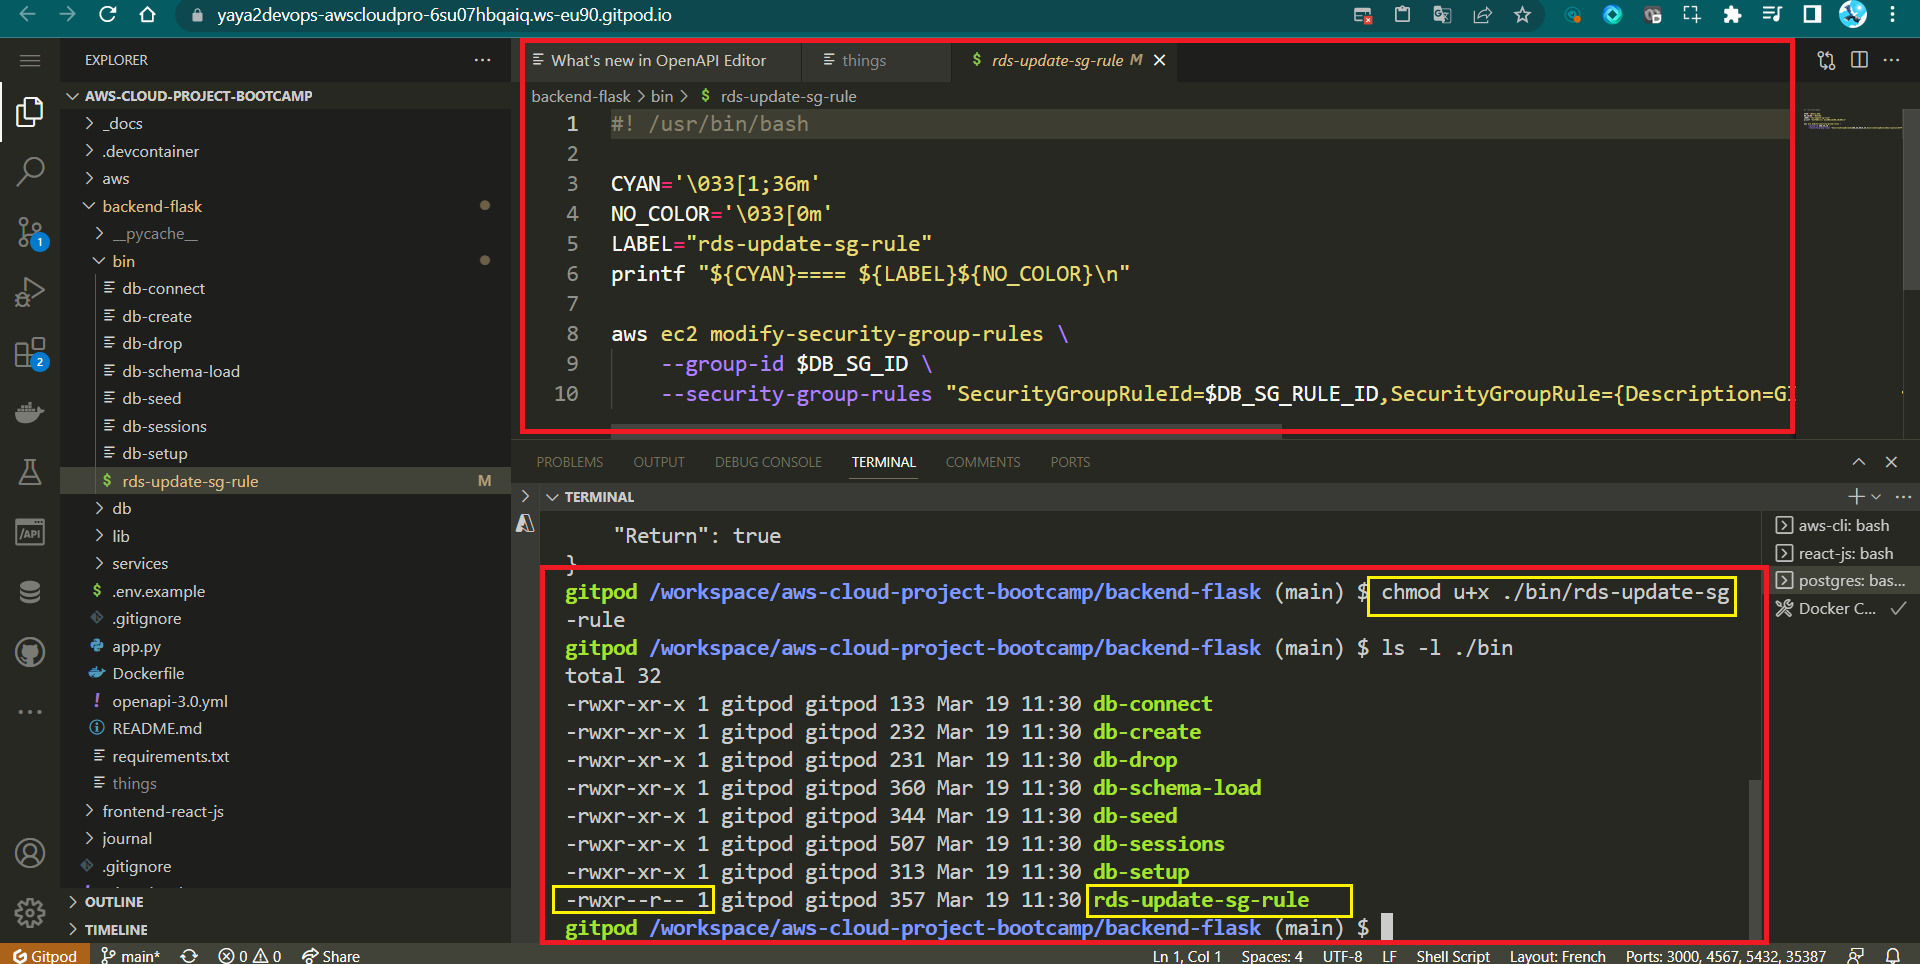 yaya2devops-awscloudpro-6su07hbqaiq.ws-eu90.gitpod.io
EXPLORER
AWS-CLOUD-PROJECT-BOOTCAMP
_docs
.devcontainer
aws
backend-flask
__pycache__
bin
db-connect
db-create
db-drop
db-schema-load
db-seed
db-sessions
db-setup
$ rds-update-sg-rule M
db
lib
services
$ .env.example
.gitignore
app.py
Dockerfile
! openapi-3.0.yml
README.md
requirements.txt
things
frontend-react-js
journal
.gitignore
OUTLINE
TIMELINE
1
2
/API
What's new in OpenAPI Editor
things
$ rds-update-sg-rule M
backend-flask > bin > $ rds-update-sg-rule
1 #! /usr/bin/bash
2
3 CYAN='\033[1;36m'
4 NO_COLOR='\033[0m'
5 LABEL="rds-update-sg-rule"
6 printf "${CYAN}==== ${LABEL}${NO_COLOR}\n"
7
8 aws ec2 modify-security-group-rules \
9 --group-id $DB_SG_ID \
10 --security-group-rules "SecurityGroupRuleId=$DB_SG_RULE_ID,SecurityGroupRule={Description=GI
PROBLEMS OUTPUT DEBUG CONSOLE TERMINAL COMMENTS PORTS
TERMINAL
"Return": true
}
gitpod /workspace/aws-cloud-project-bootcamp/backend-flask (main) $ chmod u+x ./bin/rds-update-sg
-rule
gitpod /workspace/aws-cloud-project-bootcamp/backend-flask (main) $ ls -l ./bin
total 32
-rwxr-xr-x 1 gitpod gitpod 133 Mar 19 11:30 db-connect
-rwxr-xr-x 1 gitpod gitpod 232 Mar 19 11:30 db-create
-rwxr-xr-x 1 gitpod gitpod 231 Mar 19 11:30 db-drop
-rwxr-xr-x 1 gitpod gitpod 360 Mar 19 11:30 db-schema-load
-rwxr-xr-x 1 gitpod gitpod 344 Mar 19 11:30 db-seed
-rwxr-xr-x 1 gitpod gitpod 507 Mar 19 11:30 db-sessions
-rwxr-xr-x 1 gitpod gitpod 313 Mar 19 11:30 db-setup
-rwxr--r-- 1 gitpod gitpod 357 Mar 19 11:30 rds-update-sg-rule
gitpod /workspace/aws-cloud-project-bootcamp/backend-flask (main) $
aws-cli: bash
react-js: bash
postgres: bas...
Docker C...
Gitpod main* 0 0 Share Ln 1, Col 1 Spaces: 4 UTF-8 LF Shell Script Layout: French Ports: 3000, 4567, 5432, 35387